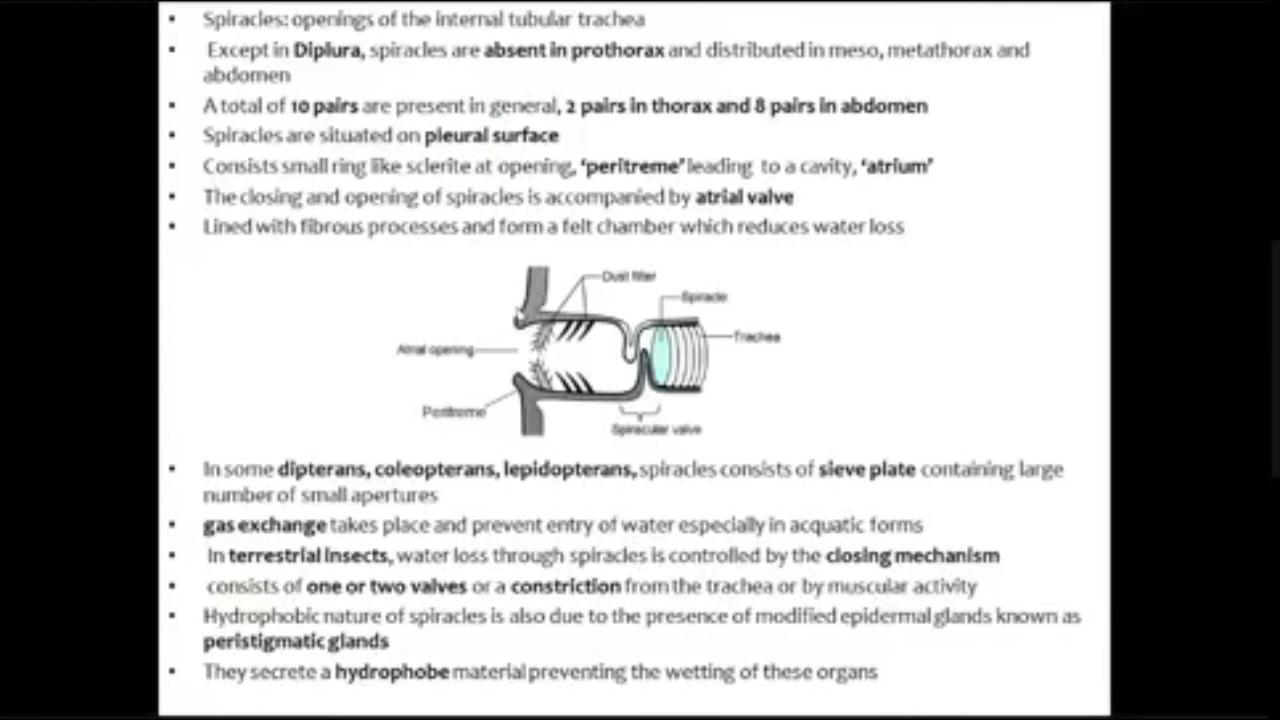 • Spiracles: openings of the internal tubular trachea
• Except in Diplura, spiracles are absent in prothorax and distributed in meso, metathorax and
abdomen
• A total of 10 pairs are present in general, 2 pairs in thorax and 8 pairs in abdomen
• Spiracles are situated on pleural surface
• Consists small ring like sclerite at opening, ‘peritreme’ leading to a cavity, ‘atrium’
• The closing and opening of spiracles is accompanied by atrial valve
• Lined with fibrous processes and form a felt chamber which reduces water loss
Dust filter
Spiracle
Trachea
Atrial opening
Peritreme
Spiracular valve
• In some dipterans, coleopterans, lepidopterans, spiracles consists of sieve plate containing large
number of small apertures
• gas exchange takes place and prevent entry of water especially in acquatic forms
• In terrestrial insects, water loss through spiracles is controlled by the closing mechanism
• consists of one or two valves or a constriction from the trachea or by muscular activity
• Hydrophobic nature of spiracles is also due to the presence of modified epidermal glands known as
peristigmatic glands
• They secrete a hydrophobe material preventing the wetting of these organs